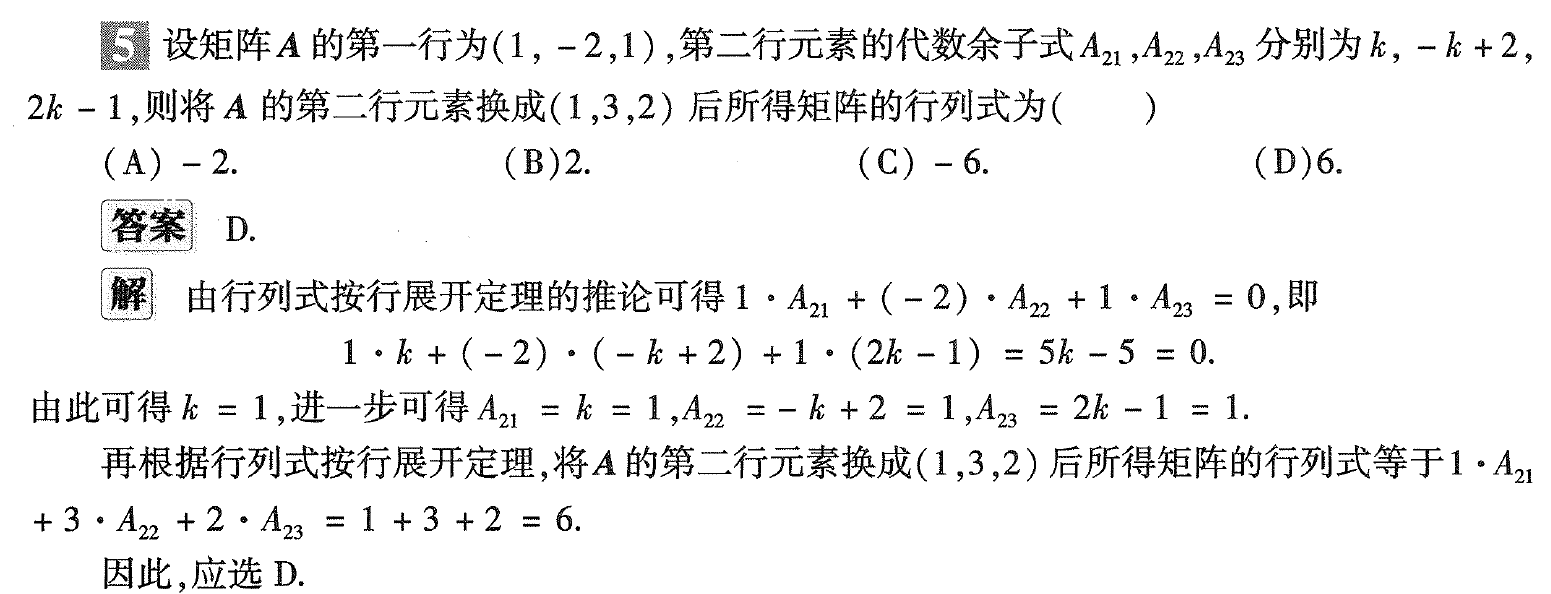 5 设矩阵A的第一行为(1, -2,1),第二行元素的代数余子式A₂₁,A₂₂,A₂₃分别为k, -k+2,
2k-1,则将A的第二行元素换成(1,3,2)后所得矩阵的行列式为(  )
(A) -2. (B)2. (C) -6. (D)6.
答案 D.
解 由行列式按行展开定理的推论可得1·A₂₁+(-2)·A₂₂+1·A₂₃=0,即
1·k+(-2)·(-k+2)+1·(2k-1)=5k-5=0.
由此可得k=1,进一步可得A₂₁=k=1,A₂₂=-k+2=1,A₂₃=2k-1=1.
再根据行列式按行展开定理,将A的第二行元素换成(1,3,2)后所得矩阵的行列式等于1·A₂₁
+3·A₂₂+2·A₂₃=1+3+2=6.
因此,应选D.